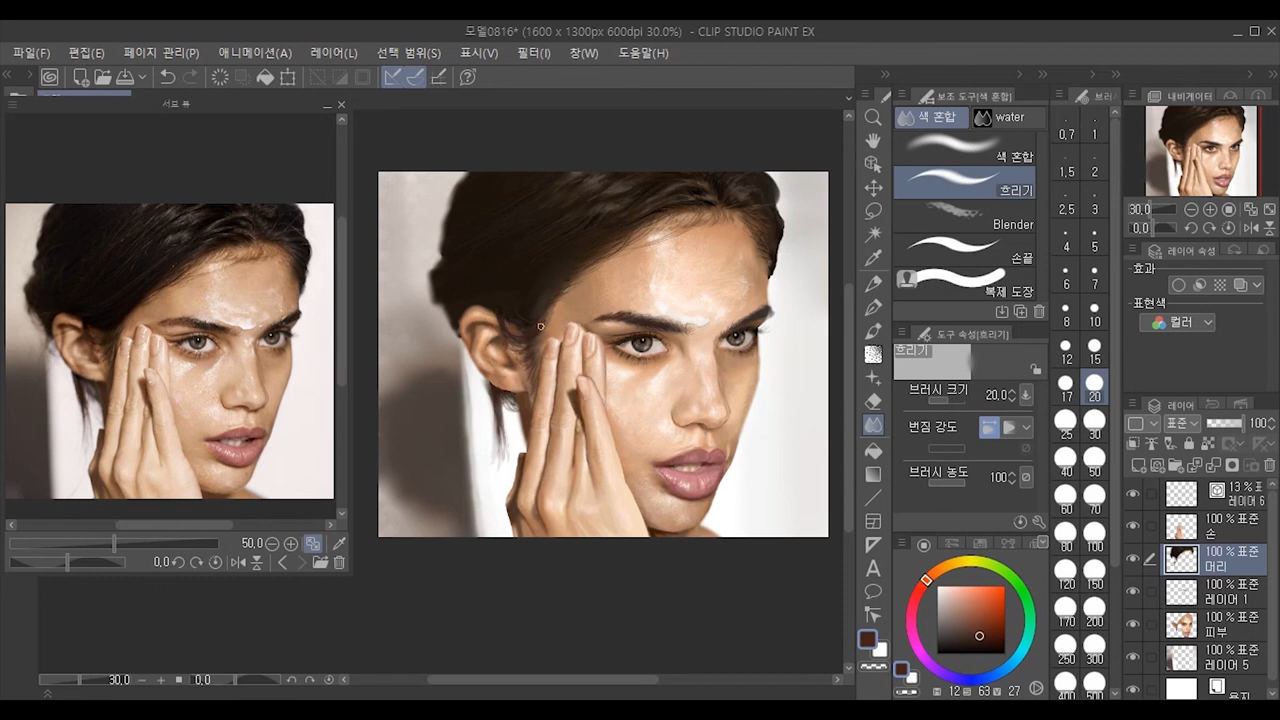 모델0816* (1600 x 1300px 600dpi 30.0%) - CLIP STUDIO PAINT EX
파일(F) 편집(E) 페이지 관리(P) 애니메이션(A) 레이어(L) 선택 범위(S) 표시(V) 필터(I) 창(W) 도움말(H)
서브 뷰
50.0
0.0
30.0
0.0
보조 도구[색 혼합]
색 혼합
water
색 혼합
흐리기
Blender
손끝
복제 도장
도구 속성[흐리기]
흐리기
브러시 크기 20.0
번짐 강도
브러시 농도 100
12 63 27
브러
0.7 1
1.5 2
2.5 3
4 5
6 7
8 10
12 15
17 20
25 30
40 50
60 70
80 100
120 150
170 200
250 300
400 500
내비게이터
30.0
0.0
레이어 속성
효과
표현색
컬러
레이어
표준 100
13 % 표준
레이어 6
100 % 표준
손
100 % 표준
머리
100 % 표준
레이어 1
100 % 표준
피부
100 % 표준
레이어 5
용지